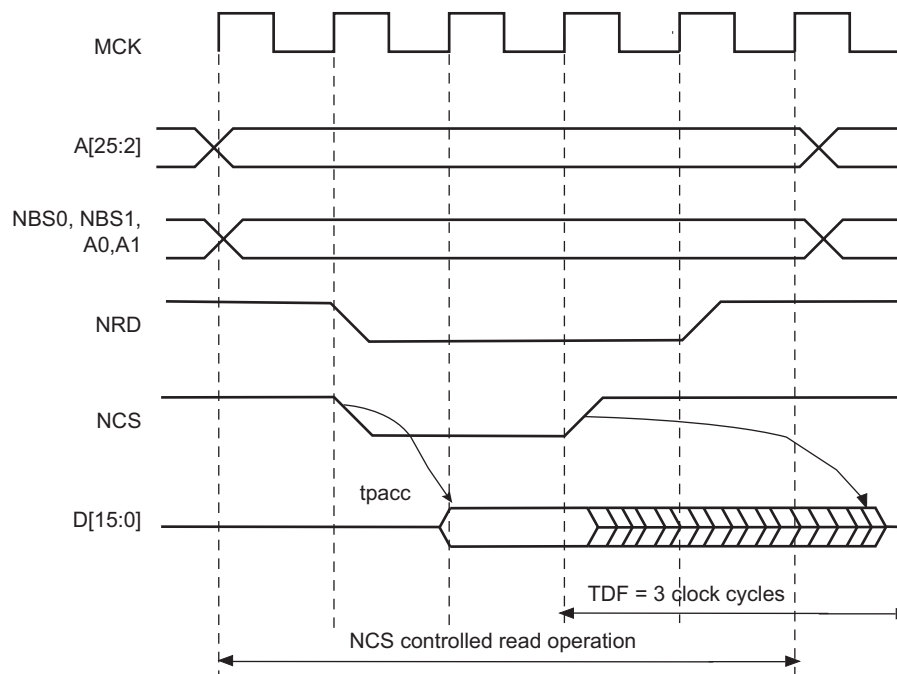 MCK
A[25:2]
NBS0, NBS1,
A0,A1
NRD
NCS
tpacc
D[15:0]
TDF = 3 clock cycles
NCS controlled read operation